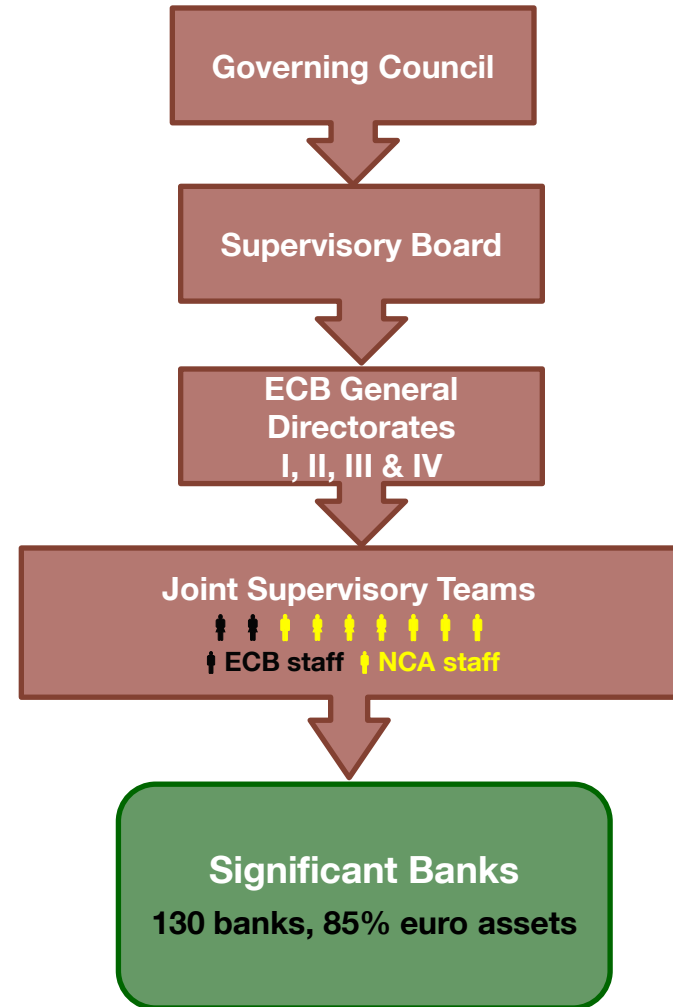 Governing Council
Supervisory Board
ECB General
Directorates
I, II, III & IV
Joint Supervisory Teams
ECB staff NCA staff
Significant Banks
130 banks, 85% euro assets